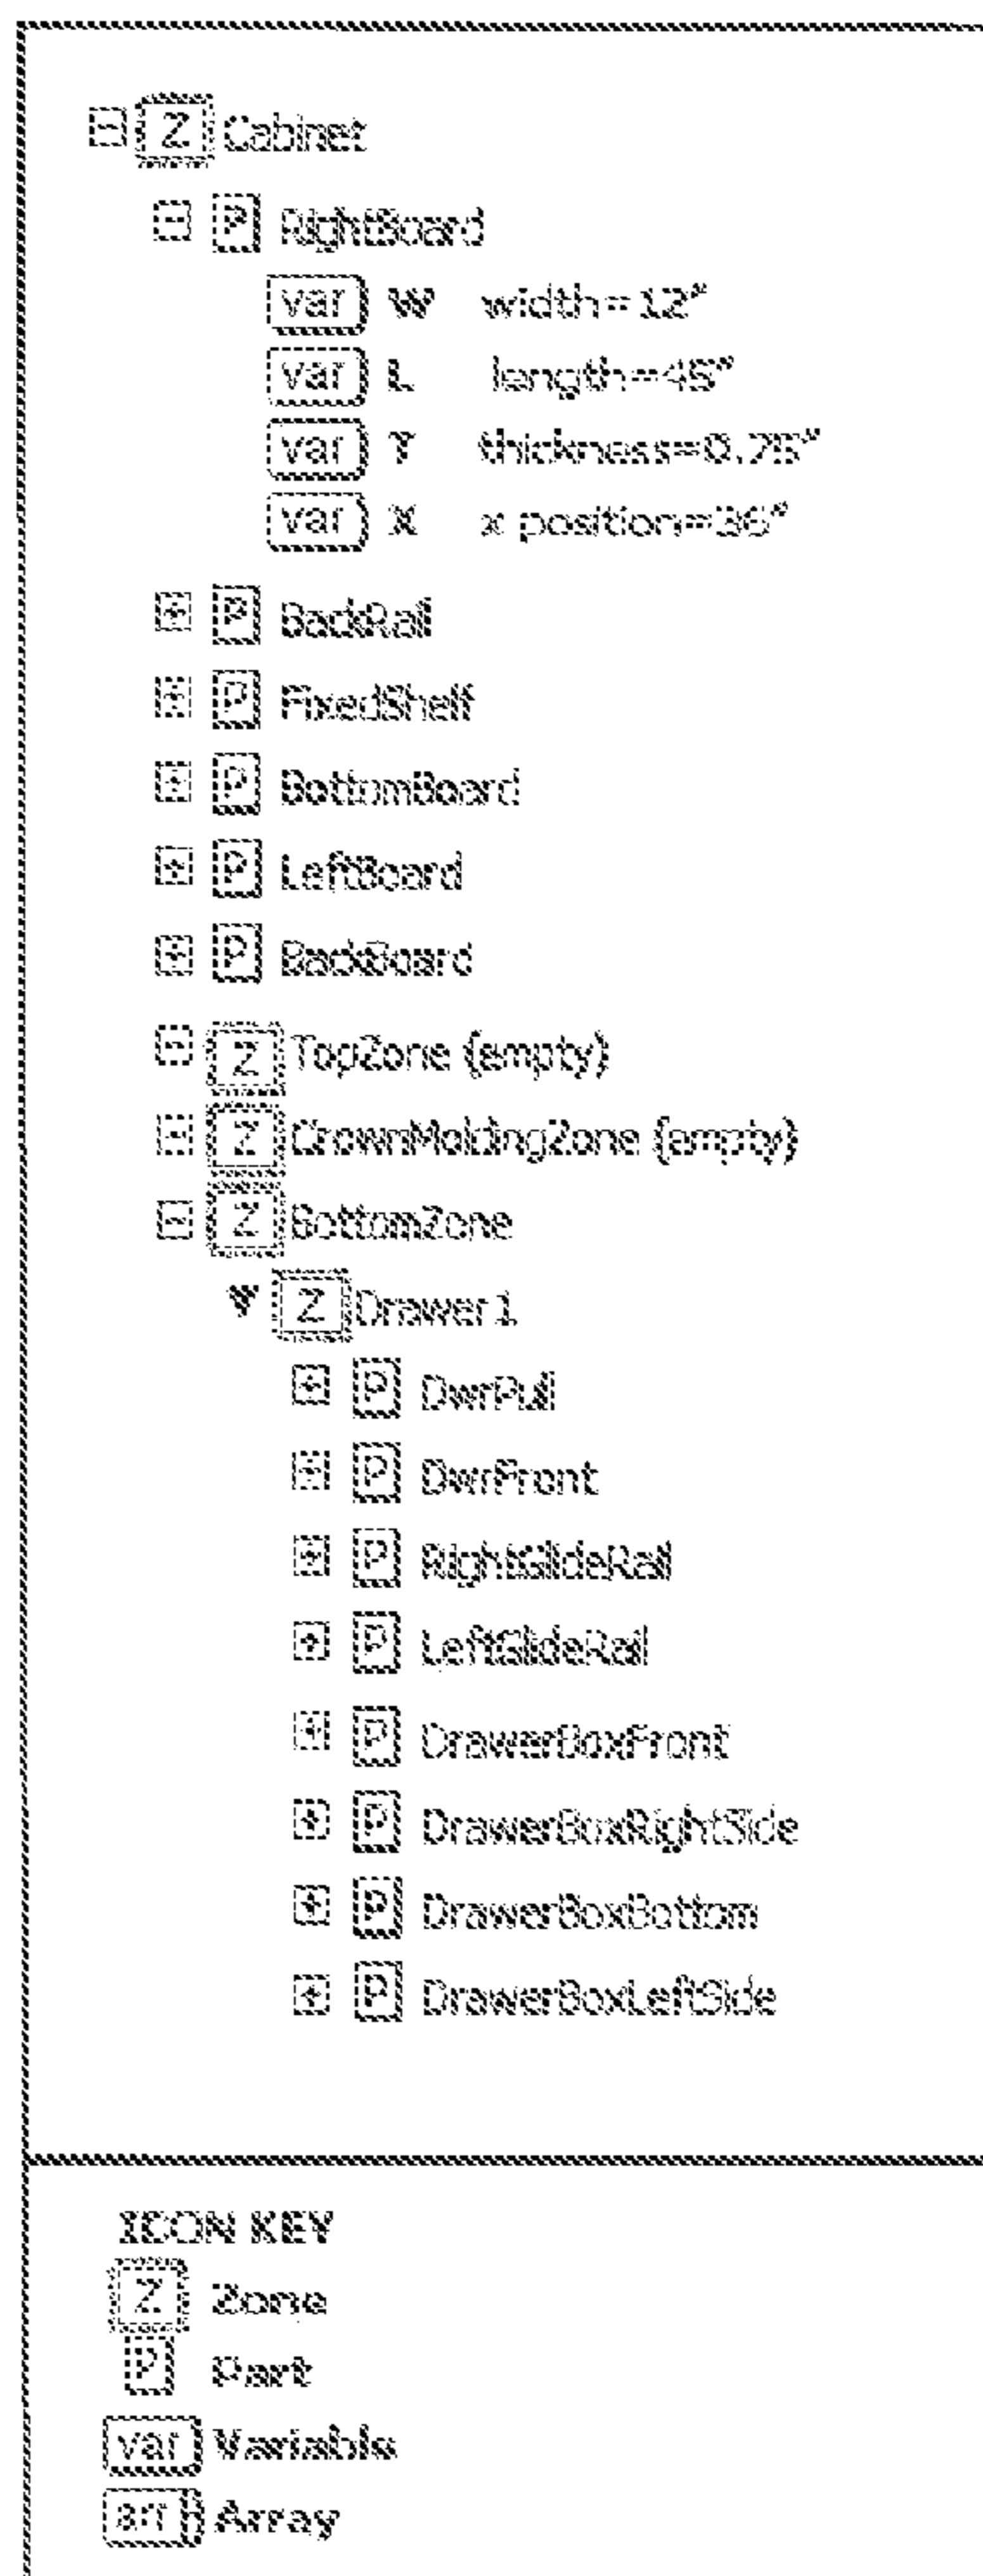 Z Cabinet
P RightBoard
var W width=12"
var L length=48"
var T thickness=0.75"
var X x position=36"
P BackRail
P FixedShelf
P BottomBoard
P LeftBoard
P BackBoard
Z TopZone (empty)
Z CrownMoldingZone (empty)
Z BottomZone
Z Drawer1
P DwrPull
P DwrFront
P RightGlideRail
P LeftGlideRail
P DrawerBoxFront
P DrawerBoxRightSide
P DrawerBoxBottom
P DrawerBoxLeftSide
ICON KEY
Z Zone
P Part
var Variable
arr Array